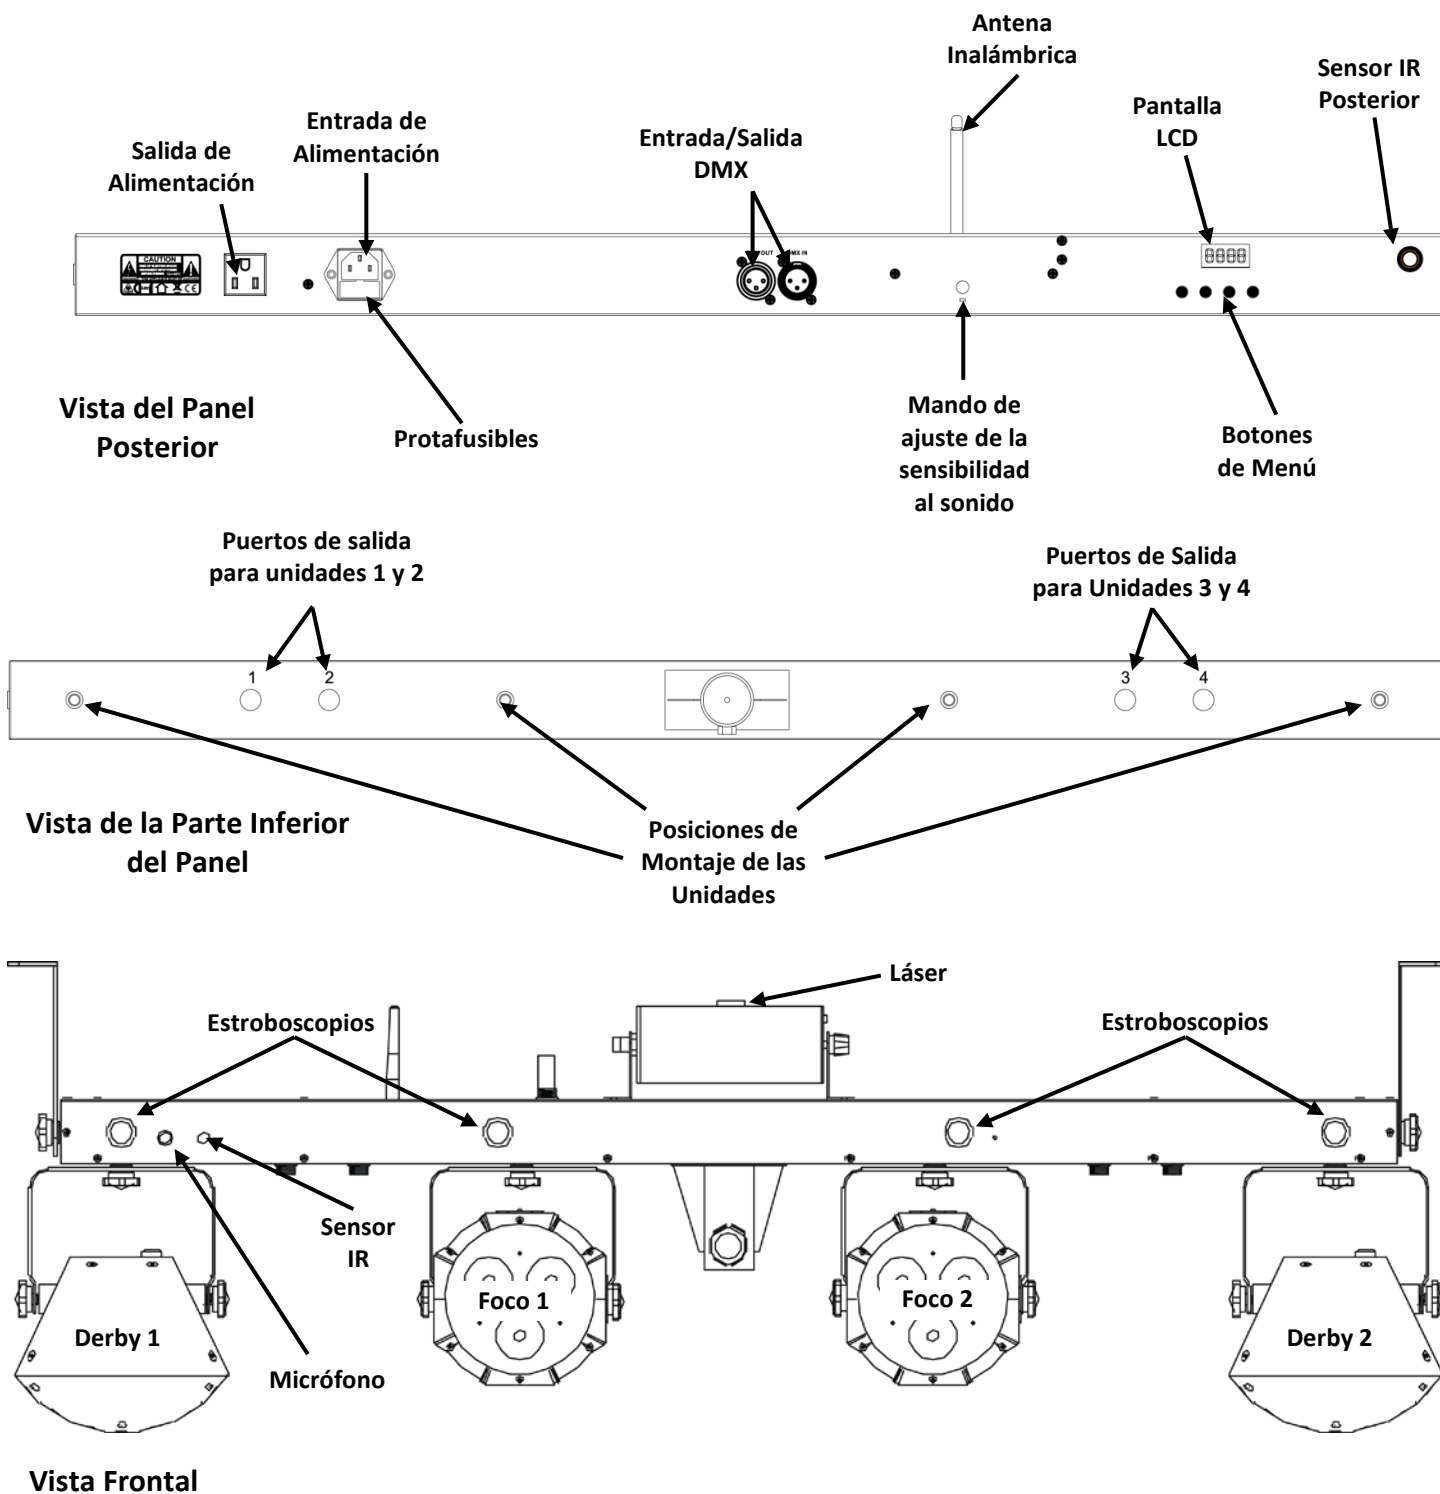 Antena
Inalámbrica
Sensor IR
Posterior
Pantalla
LCD
Entrada de
Alimentación
Entrada/Salida
DMX
Salida de
Alimentación
CAUTION
OUT
DMX IN
Vista del Panel
Posterior
Protafusibles
Mando de
ajuste de la
sensibilidad
al sonido
Botones
de Menú
Puertos de salida
para unidades 1 y 2
Puertos de Salida
para Unidades 3 y 4
1
2
3
4
Vista de la Parte Inferior
del Panel
Posiciones de
Montaje de las
Unidades
Láser
Estroboscopios
Estroboscopios
Sensor
IR
Foco 1
Foco 2
Derby 1
Derby 2
Micrófono
Vista Frontal